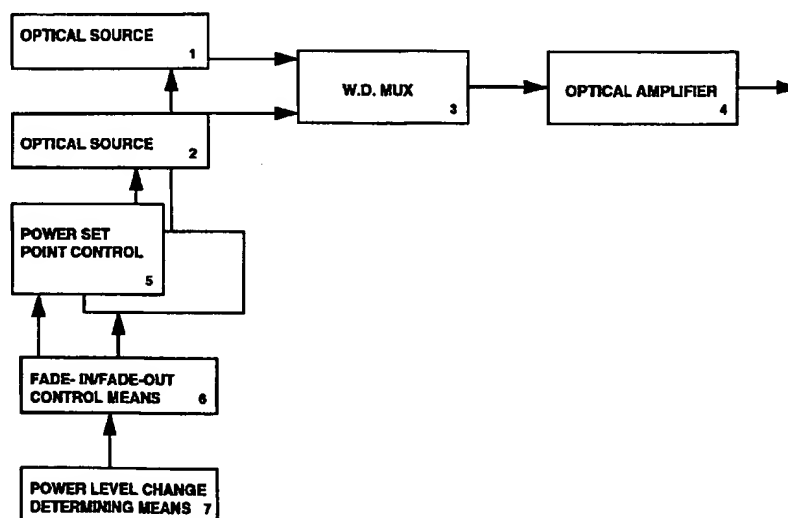 OPTICAL SOURCE
1
W.D. MUX
3
OPTICAL AMPLIFIER
4
OPTICAL SOURCE
2
POWER SET
POINT CONTROL
5
FADE- IN/FADE-OUT
CONTROL MEANS 6
POWER LEVEL CHANGE
DETERMINING MEANS 7